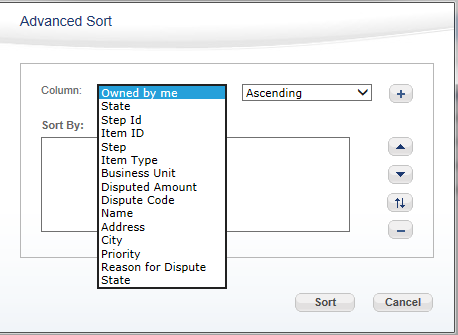 Advanced Sort
Column: Owned by me Ascending
State
Step Id
Sort By: Item ID
Step
Item Type
Business Unit
Disputed Amount
Dispute Code
Name
Address
City
Priority
Reason for Dispute
State
Sort Cancel